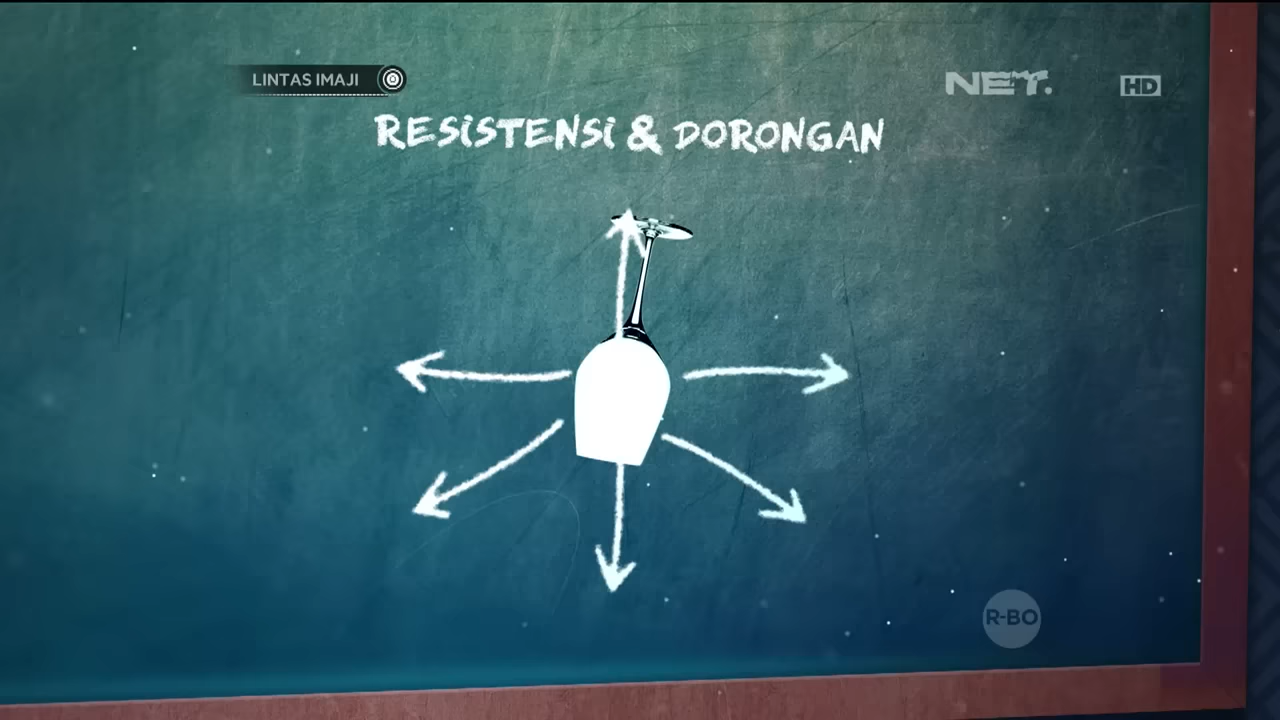 LINTAS IMAJI
NET.
HD
RESiSTENSi & DORONGAN
R-BO